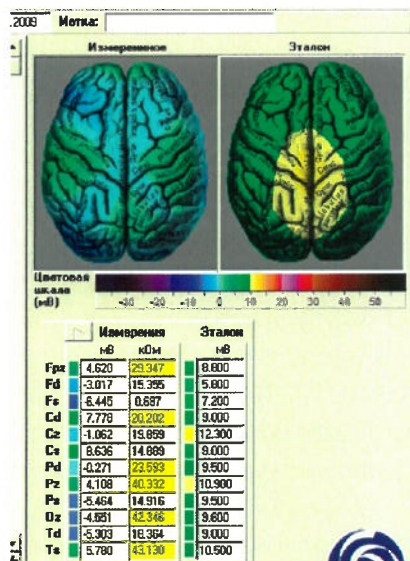 .2009 Метка:
Измеренное Эталон
Цветовая шкала (мВ)
-40 -30 -20 -10 0 10 20 30 40 50
Измерения Эталон
мВ кОм мВ
Fpz 4.620 29.347 8.800
Fd -3.017 15.355 5.800
Fs -6.445 0.687 7.200
Cd 7.778 20.202 9.000
Cz -1.062 19.859 12.300
Cs 8.636 14.889 9.000
Pd -0.271 23.593 9.500
Pz 4.108 40.332 10.900
Ps -5.464 14.916 9.500
Oz -4.651 42.346 9.600
Td -5.303 18.364 9.000
Ts 5.780 43.130 10.500